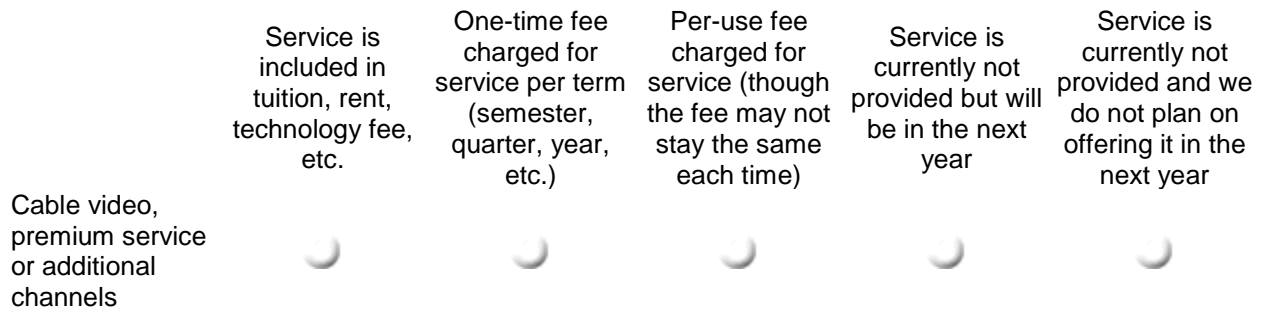 Service is
included in
tuition, rent,
technology fee,
etc.
One-time fee
charged for
service per term
(semester,
quarter, year,
etc.)
Per-use fee
charged for
service (though
the fee may not
stay the same
each time)
Service is
currently not
provided but will
be in the next
year
Service is
currently not
provided and we
do not plan on
offering it in the
next year
Cable video,
premium service
or additional
channels